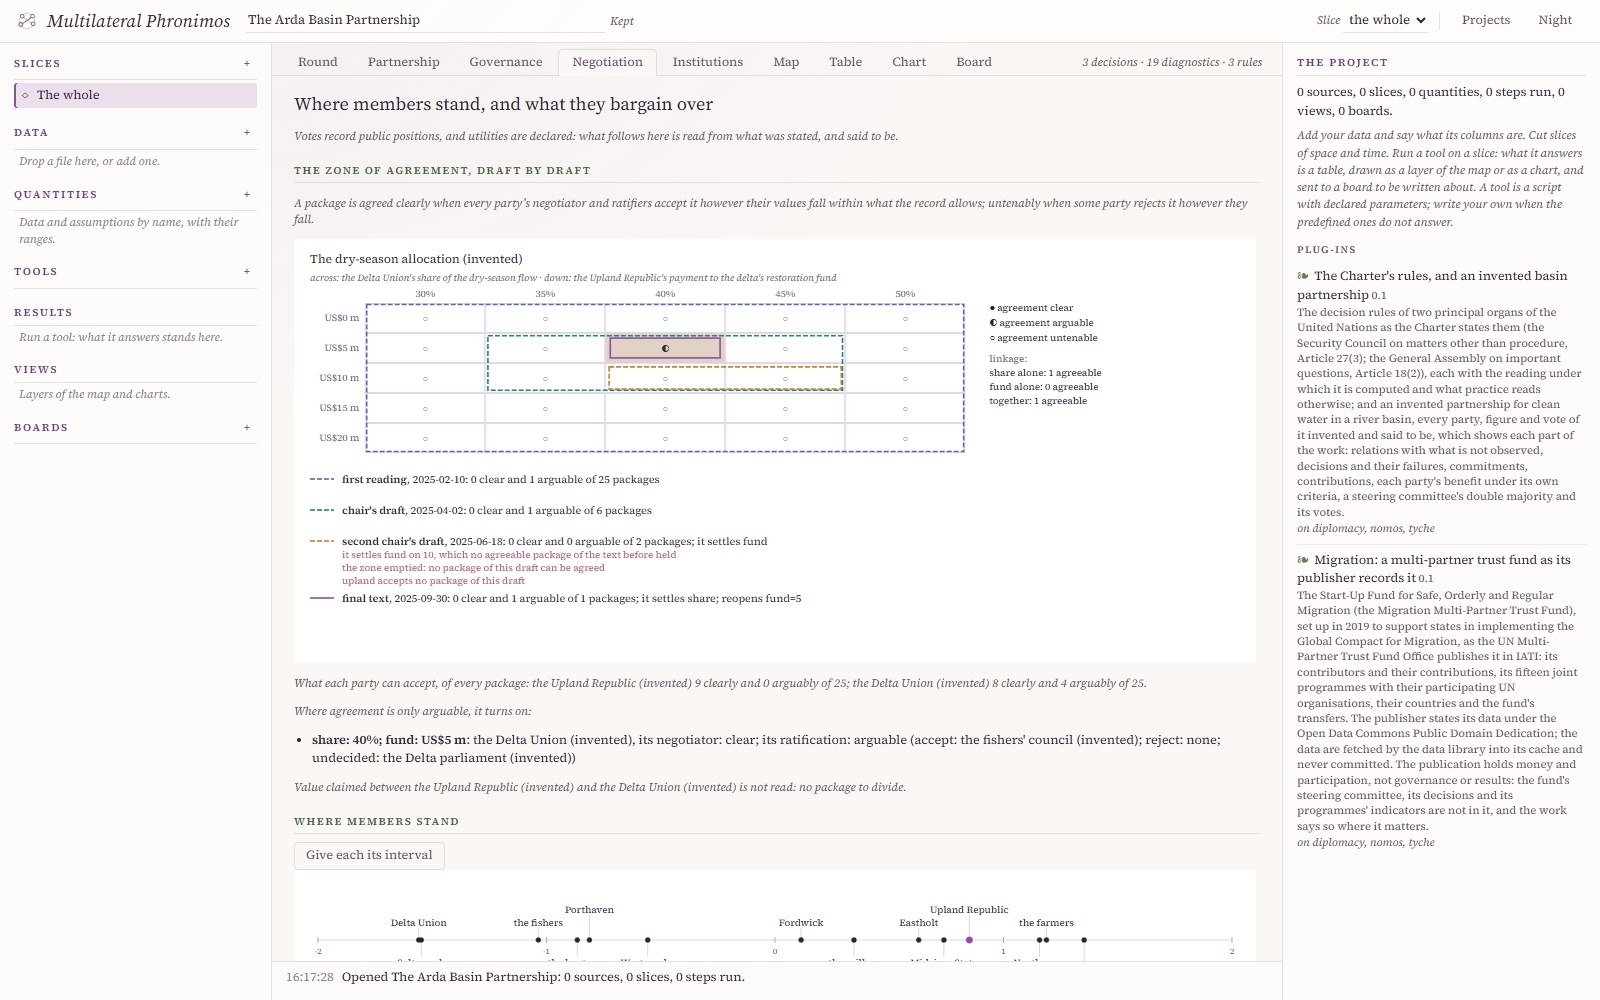 Multilateral Phronimos
The Arda Basin Partnership
Kept
Slice the whole
Projects
Night
SLICES +
The whole
DATA +
Drop a file here, or add one.
QUANTITIES +
Data and assumptions by name, with their
ranges.
TOOLS +
RESULTS
Run a tool: what it answers stands here.
VIEWS
Layers of the map and charts.
BOARDS +
Round Partnership Governance Negotiation Institutions Map Table Chart Board
3 decisions · 19 diagnostics · 3 rules
Where members stand, and what they bargain over
Votes record public positions, and utilities are declared: what follows here is read from what was stated, and said to be.
THE ZONE OF AGREEMENT, DRAFT BY DRAFT
A package is agreed clearly when every party's negotiator and ratifiers accept it however their values fall within what the record allows; untenably when some party rejects it however they
fall.
The dry-season allocation (invented)
across: the Delta Union's share of the dry-season flow · down: the Upland Republic's payment to the delta's restoration fund
30% 35% 40% 45% 50%
US$0 m
US$5 m
US$10 m
US$15 m
US$20 m
● agreement clear
◐ agreement arguable
○ agreement untenable
linkage:
share alone: 1 agreeable
fund alone: 0 agreeable
together: 1 agreeable
first reading, 2025-02-10: 0 clear and 1 arguable of 25 packages
chair's draft, 2025-04-02: 0 clear and 1 arguable of 6 packages
second chair's draft, 2025-06-18: 0 clear and 0 arguable of 2 packages; it settles fund
it settles fund on 10, which no agreeable package of the text before held
the zone emptied: no package of this draft can be agreed
upland accepts no package of this draft
final text, 2025-09-30: 0 clear and 1 arguable of 1 packages; it settles share; reopens fund=5
What each party can accept, of every package: the Upland Republic (invented) 9 clearly and 0 arguably of 25; the Delta Union (invented) 8 clearly and 4 arguably of 25.
Where agreement is only arguable, it turns on:
• share: 40%; fund: US$5 m: the Delta Union (invented), its negotiator: clear; its ratification: arguable (accept: the fishers' council (invented); reject: none;
undecided: the Delta parliament (invented))
Value claimed between the Upland Republic (invented) and the Delta Union (invented) is not read: no package to divide.
WHERE MEMBERS STAND
Give each its interval
Porthaven Upland Republic
Delta Union the fishers Fordwick Eastholt the farmers
-2 -1 0 1 2
16:17:28 Opened The Arda Basin Partnership: 0 sources, 0 slices, 0 steps run.
THE PROJECT
0 sources, 0 slices, 0 quantities, 0 steps run, 0
views, 0 boards.
Add your data and say what its columns are. Cut slices
of space and time. Run a tool on a slice: what it answers
is a table, drawn as a layer of the map or as a chart, and
sent to a board to be written about. A tool is a script
with declared parameters; write your own when the
predefined ones do not answer.
PLUG-INS
The Charter's rules, and an invented basin
partnership 0.1
The decision rules of two principal organs of the
United Nations as the Charter states them (the
Security Council on matters other than procedure,
Article 27(3); the General Assembly on important
questions, Article 18(2)), each with the reading under
which it is computed and what practice reads
otherwise; and an invented partnership for clean
water in a river basin, every party, figure and vote of
it invented and said to be, which shows each part of
the work: relations with what is not observed,
decisions and their failures, commitments,
contributions, each party's benefit under its own
criteria, a steering committee's double majority and
its votes.
on diplomacy, nomos, tyche
Migration: a multi-partner trust fund as its
publisher records it 0.1
The Start-Up Fund for Safe, Orderly and Regular
Migration (the Migration Multi-Partner Trust Fund),
set up in 2019 to support states in implementing the
Global Compact for Migration, as the UN Multi-
Partner Trust Fund Office publishes it in IATI: its
contributors and their contributions, its fifteen joint
programmes with their participating UN
organisations, their countries and the fund's
transfers. The publisher states its data under the
Open Data Commons Public Domain Dedication; the
data are fetched by the data library into its cache and
never committed. The publication holds money and
participation, not governance or results: the fund's
steering committee, its decisions and its
programmes' indicators are not in it, and the work
says so where it matters.
on diplomacy, nomos, tyche